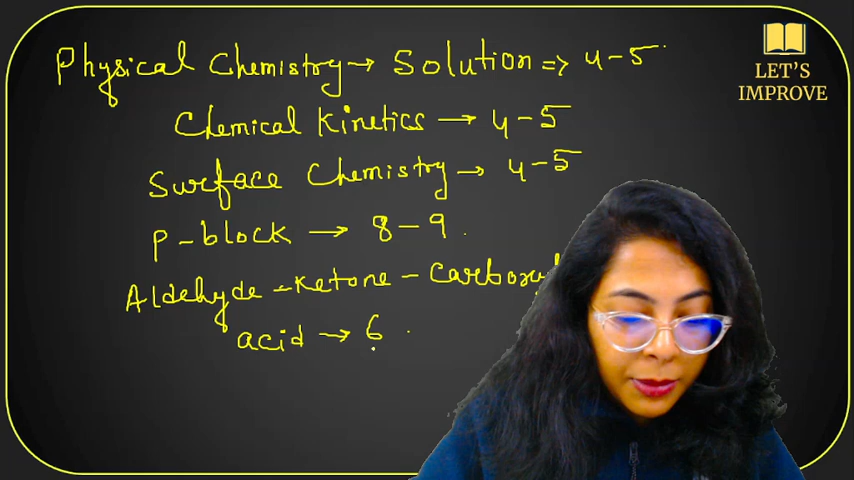 Physical Chemistry → Solution => 4-5
Chemical Kinetics → 4-5
Surface Chemistry → 4-5
P-block → 8-9
Aldehyde - Ketone -
acid → 6
LET'S
IMPROVE